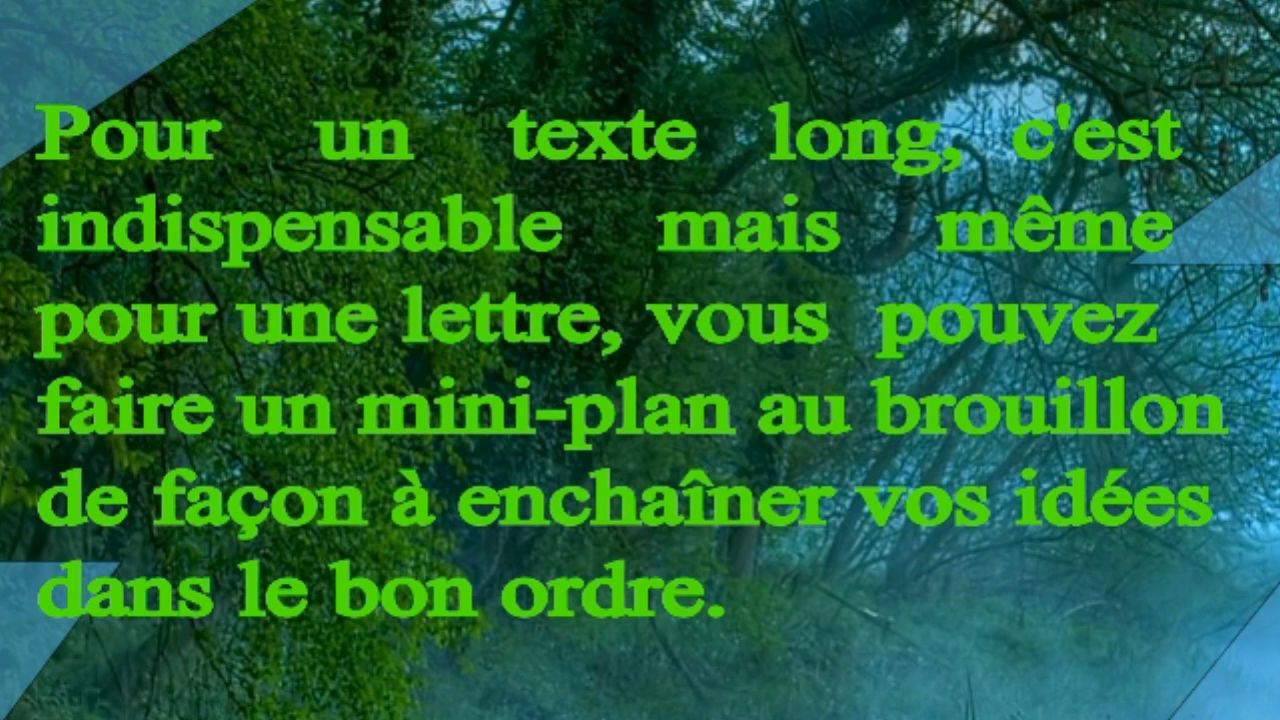 Pour un texte long, c'est
indispensable mais même
pour une lettre, vous pouvez
faire un mini-plan au brouillon
de façon à enchaîner vos idées
dans le bon ordre.